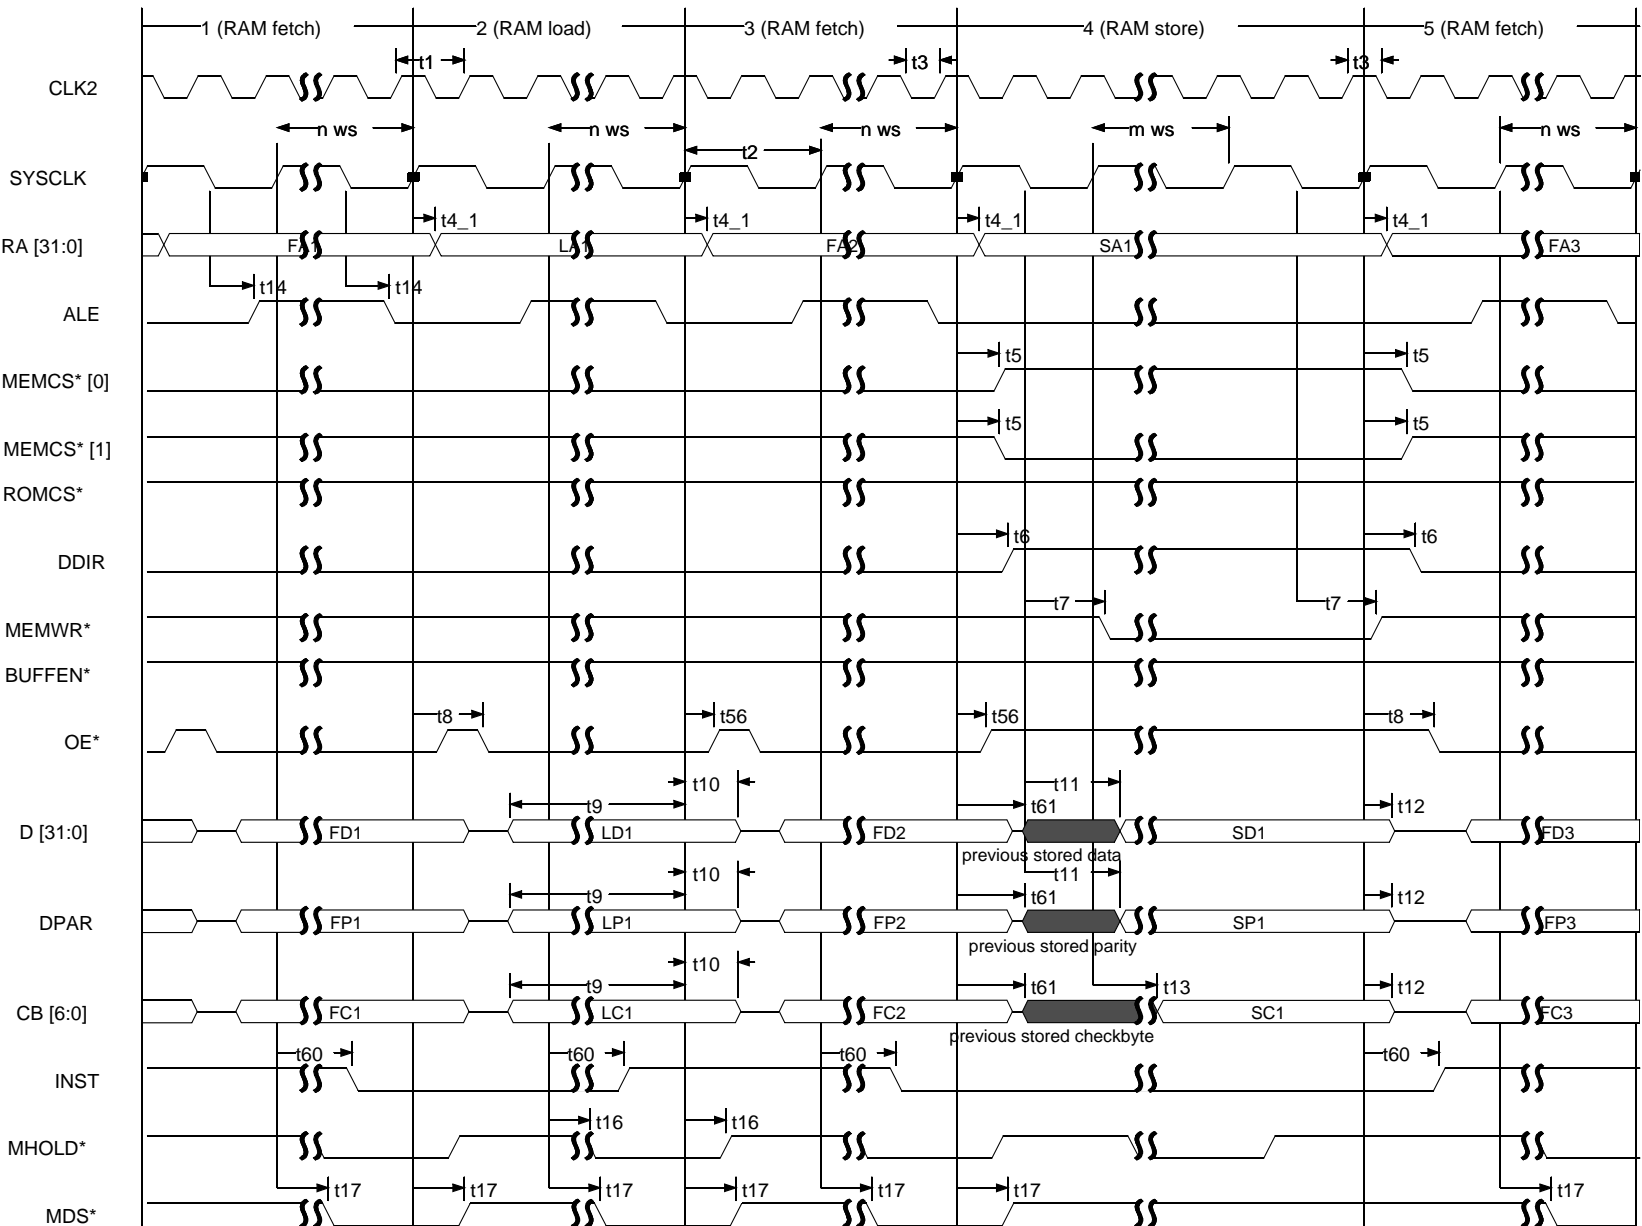 1 (RAM fetch) 2 (RAM load) 3 (RAM fetch) 4 (RAM store) 5 (RAM fetch)
t1 t3 t3
CLK2
n ws n ws n ws m ws n ws
t2
SYSCLK
t4_1 t4_1 t4_1 t4_1
RA [31:0] FA1 LA1 FA2 SA1 FA3
t14 t14
ALE
t5 t5
MEMCS* [0]
t5 t5
MEMCS* [1]
ROMCS*
t6 t6
DDIR
t7 t7
MEMWR*
BUFFEN*
t8 t56 t56 t8
OE*
t10 t11
t9 t61 t12
D [31:0] FD1 LD1 FD2 SD1 FD3
previous stored data
t10 t11
t9 t61 t12
DPAR FP1 LP1 FP2 SP1 FP3
previous stored parity
t10
t9 t61 t13 t12
CB [6:0] FC1 LC1 FC2 SC1 FC3
previous stored checkbyte
t60 t60 t60 t60
INST
t16 t16
MHOLD*
t17 t17 t17 t17 t17 t17 t17
MDS*